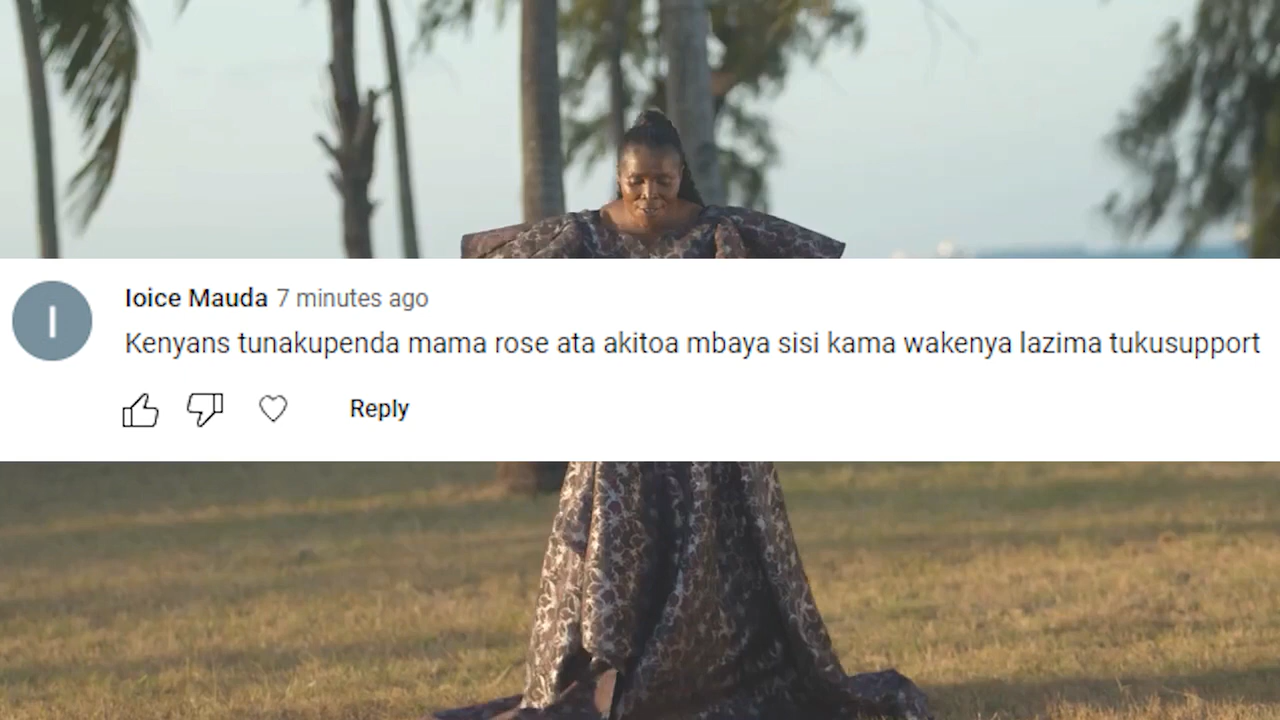 I
Ioice Mauda 7 minutes ago
Kenyans tunakupenda mama rose ata akitoa mbaya sisi kama wakenya lazima tukusupport
Reply